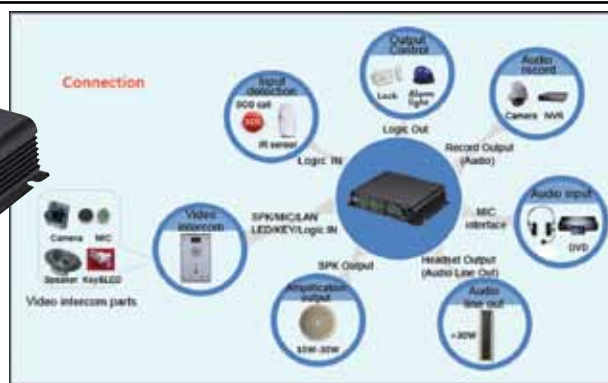 Connection
Output
Control
Lock
Alarm
light
Logic Out
Audio
record
Camera
NVR
Record Output
(Audio)
Input
detection
SOS call
SOS
IR sensor
Logic IN
Audio input
DVD
MIC
interface
Video
intercom
SPK/MIC/LAN
LED/KEY/Logic IN
Camera
MIC
Speaker
Key&LED
Video intercom parts
SPK Output
Amplification
output
10W-30W
Headset Output
(Audio Line Out)
Audio
line out
>30W